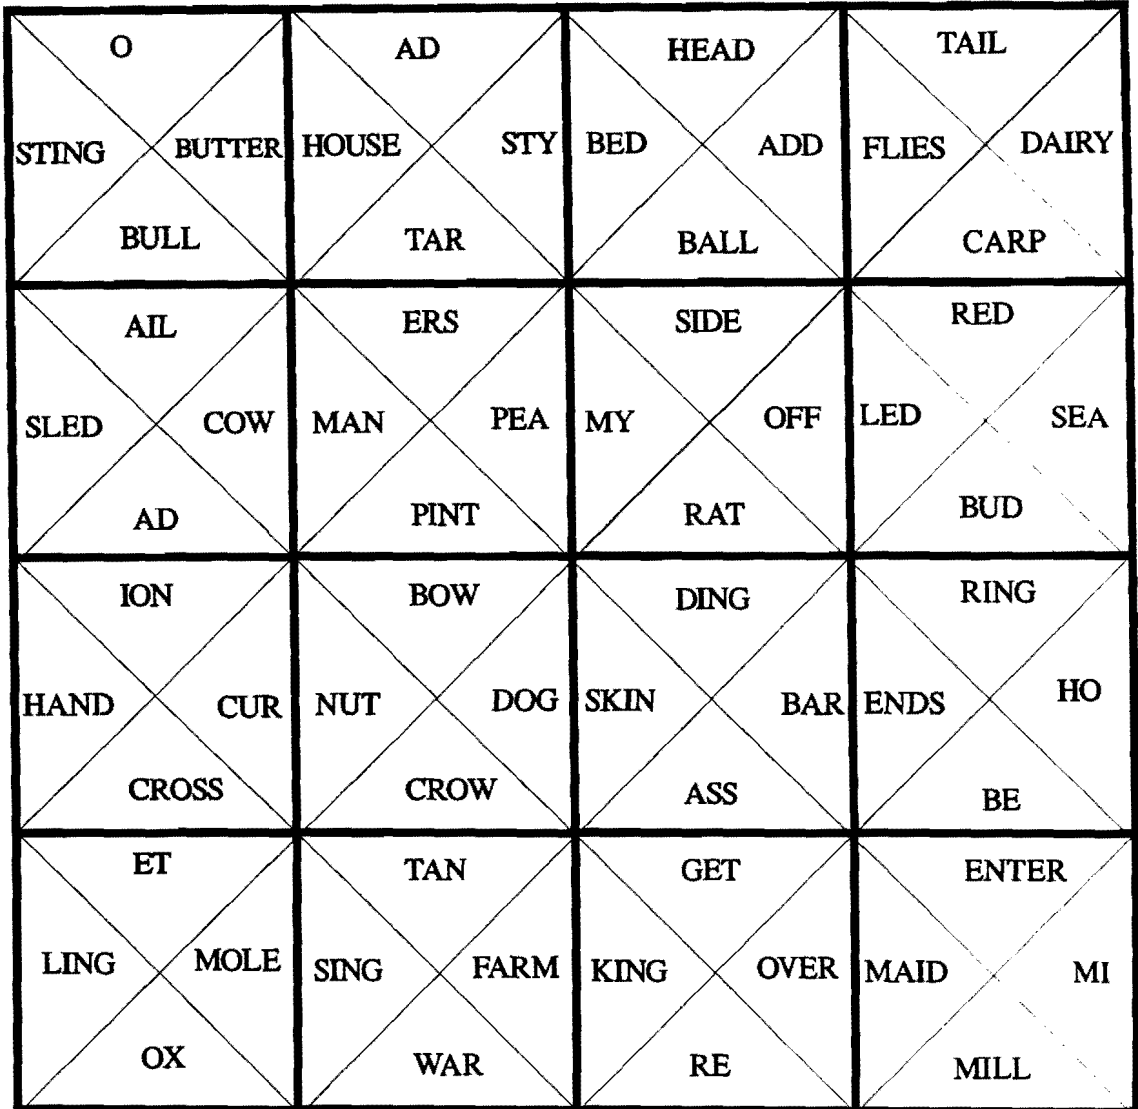 O AD HEAD TAIL
STING BUTTER HOUSE STY BED ADD FLIES DAIRY
BULL TAR BALL CARP
AIL ERS SIDE RED
SLED COW MAN PEA MY OFF LED SEA
AD PINT RAT BUD
ION BOW DING RING
HAND CUR NUT DOG SKIN BAR ENDS HO
CROSS CROW ASS BE
ET TAN GET ENTER
LING MOLE SING FARM KING OVER MAID MI
OX WAR RE MILL